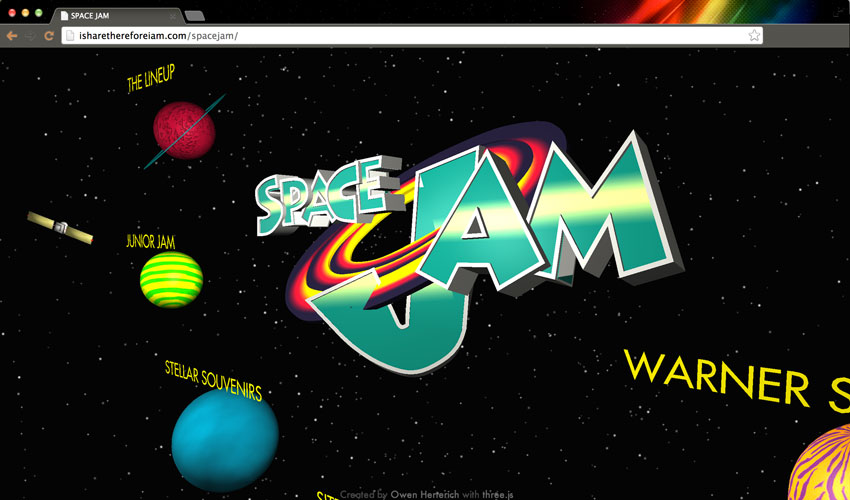 SPACE JAM
isharethereforeiam.com/spacejam/
THE LINEUP
SPACE JAM
JUNIOR JAM
STELLAR SOUVENIRS
WARNER S
Created by Owen Herterich with three.js